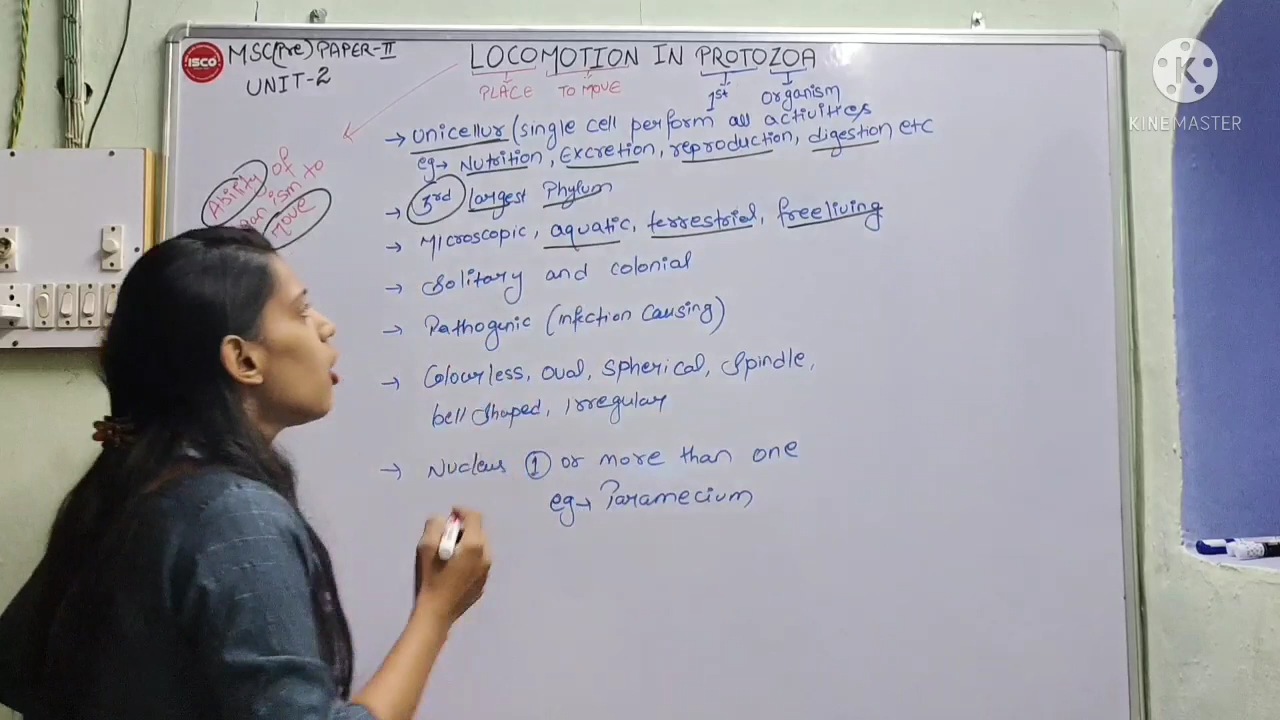 ISCO
MSC(Pre) PAPER-II
UNIT-2
LOCOMOTION IN PROTOZOA
PLACE TO MOVE 1st organism
Ability of
ism to
Move
→ Unicellur (single cell perform all activities
eg→ Nutrition, Excretion, reproduction, digestion etc
→ 3rd largest Phylum
→ Microscopic, aquatic, terrestrial, freeliving
→ Solitary and colonial
→ Pathogenic (infection causing)
→ Colourless, oval, spherical, Spindle,
bell shaped, irregular
→ Nucleus 1 or more than one
eg→ Paramecium
K
KINEMASTER